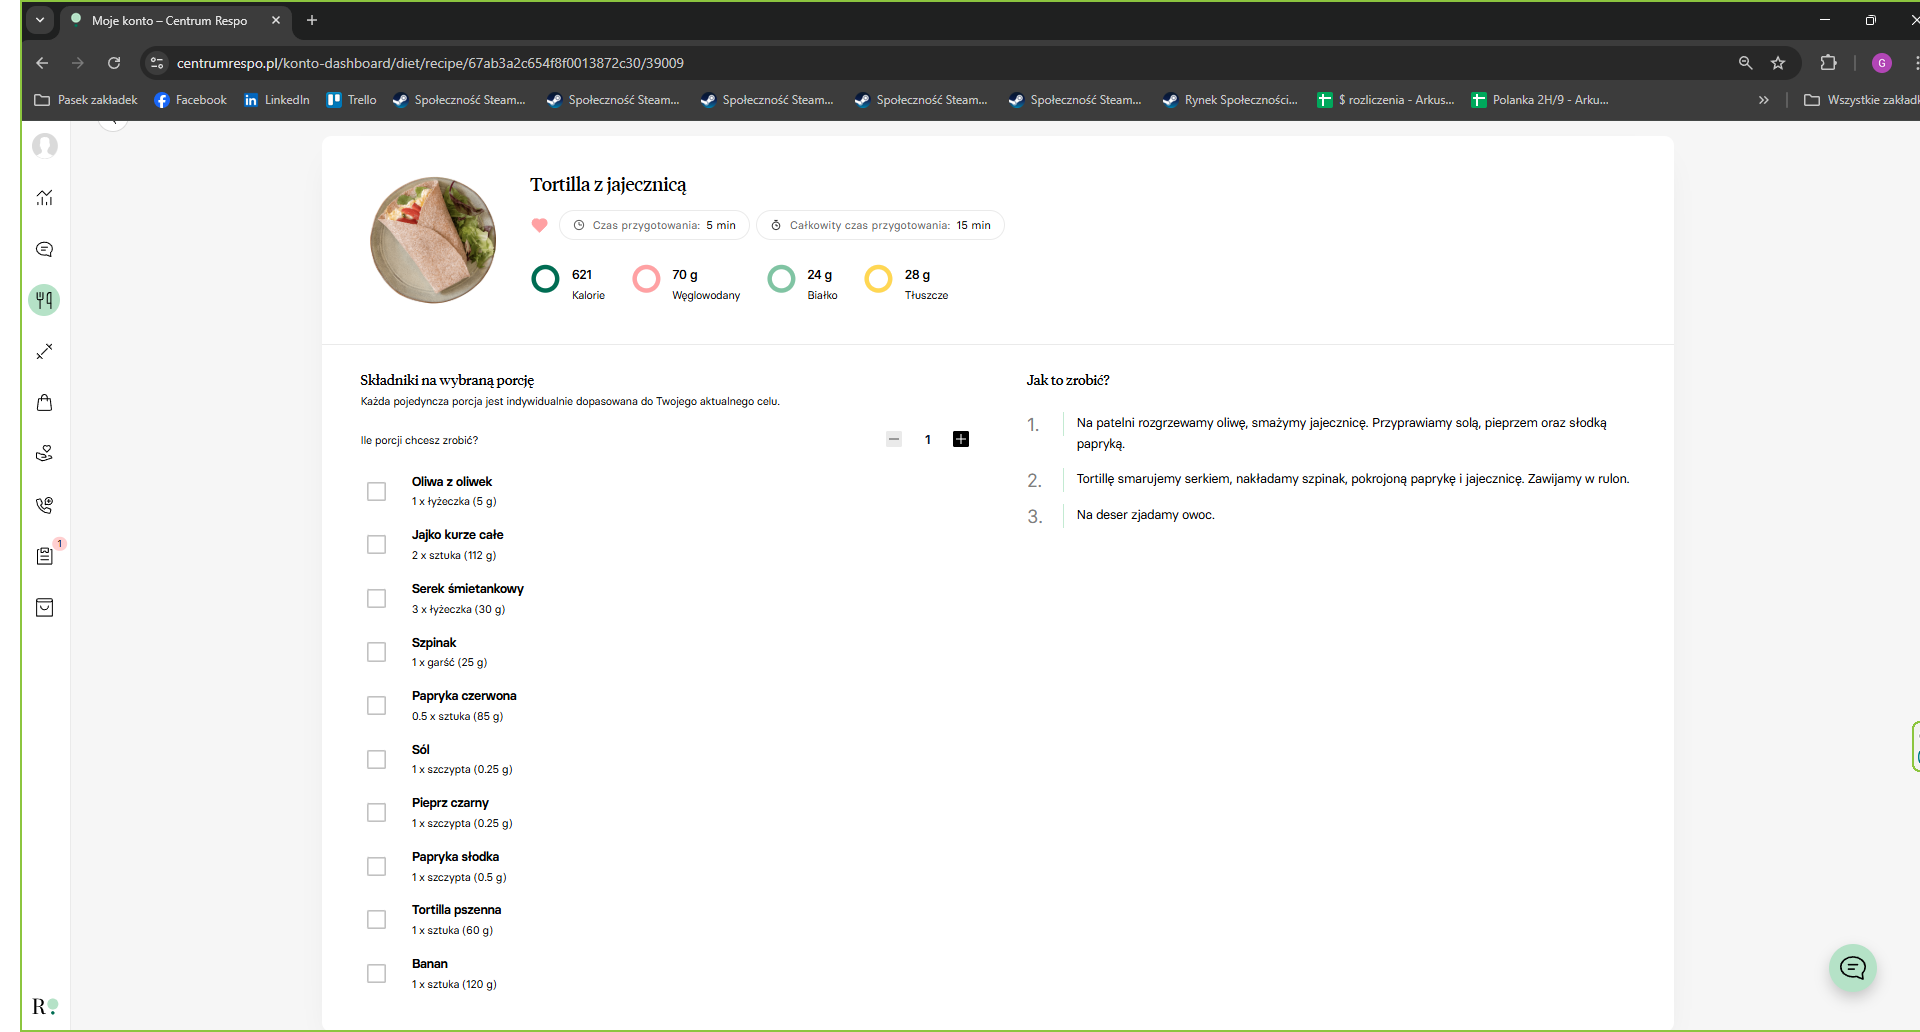 Moje konto – Centrum Respo
centrumrespo.pl/konto-dashboard/diet/recipe/67ab3a2c654f8f0013872c30/39009
G
Pasek zakładek
Facebook
LinkedIn
Trello
Społeczność Steam...
Społeczność Steam...
Społeczność Steam...
Społeczność Steam...
Społeczność Steam...
Rynek Społeczności...
$ rozliczenia - Arkus...
Polanka 2H/9 - Arku...
»
Wszystkie zakład
Tortilla z jajecznicą
Czas przygotowania: 5 min
Całkowity czas przygotowania: 15 min
621
Kalorie
70 g
Węglowodany
24 g
Białko
28 g
Tłuszcze
Składniki na wybraną porcję
Każda pojedyncza porcja jest indywidualnie dopasowana do Twojego aktualnego celu.
Ile porcji chcesz zrobić?
1
Oliwa z oliwek
1 x łyżeczka (5 g)
Jajko kurze całe
2 x sztuka (112 g)
Serek śmietankowy
3 x łyżeczka (30 g)
Szpinak
1 x garść (25 g)
Papryka czerwona
0.5 x sztuka (85 g)
Sól
1 x szczypta (0.25 g)
Pieprz czarny
1 x szczypta (0.25 g)
Papryka słodka
1 x szczypta (0.5 g)
Tortilla pszenna
1 x sztuka (60 g)
Banan
1 x sztuka (120 g)
Jak to zrobić?
1. Na patelni rozgrzewamy oliwę, smażymy jajecznicę. Przyprawiamy solą, pieprzem oraz słodką
papryką.
2. Tortillę smarujemy serkiem, nakładamy szpinak, pokrojoną paprykę i jajecznicę. Zawijamy w rulon.
3. Na deser zjadamy owoc.
1
R